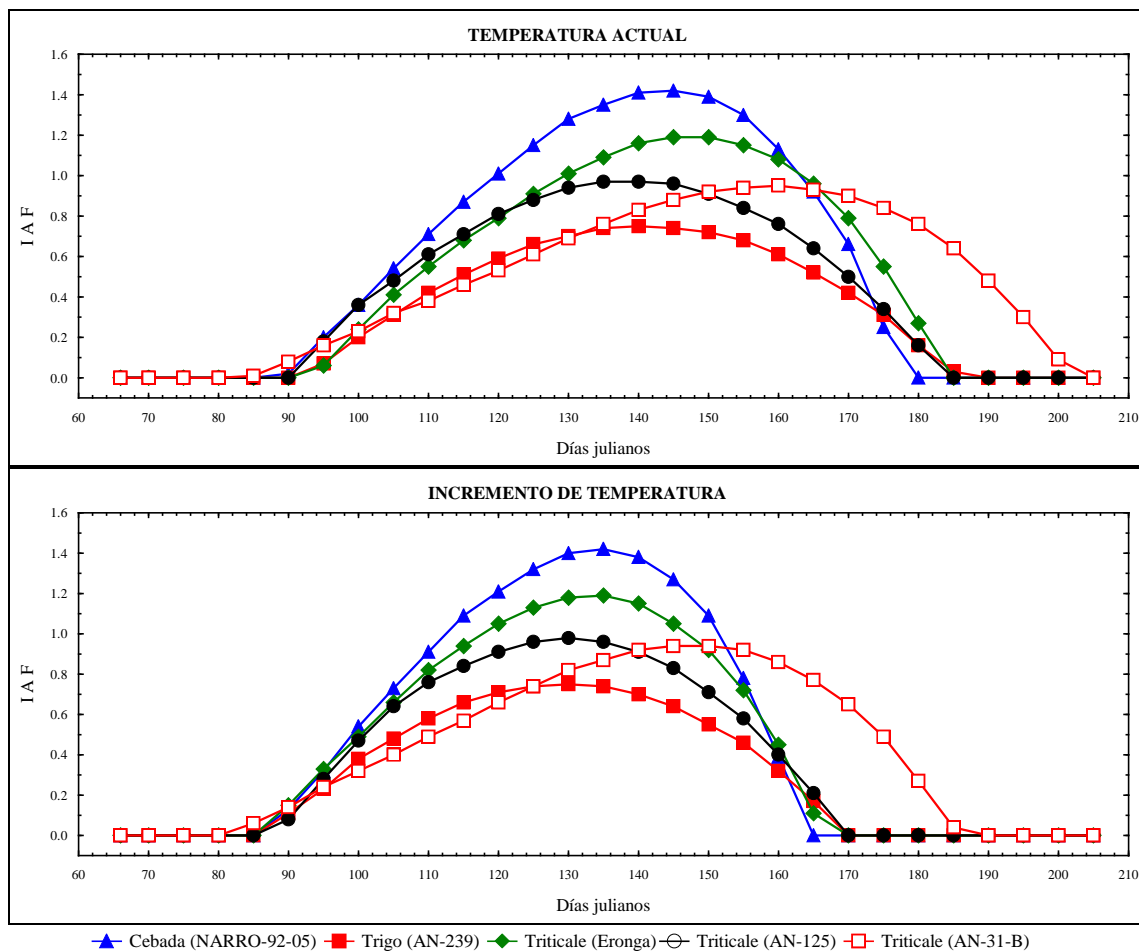 TEMPERATURA ACTUAL
1.6
1.4
1.2
1.0
0.8
0.6
0.4
0.2
0.0
I A F
60 70 80 90 100 110 120 130 140 150 160 170 180 190 200 210
Días julianos
INCREMENTO DE TEMPERATURA
1.6
1.4
1.2
1.0
0.8
0.6
0.4
0.2
0.0
I A F
60 70 80 90 100 110 120 130 140 150 160 170 180 190 200 210
Días julianos
Cebada (NARRO-92-05) Trigo (AN-239) Triticale (Eronga) Triticale (AN-125) Triticale (AN-31-B)